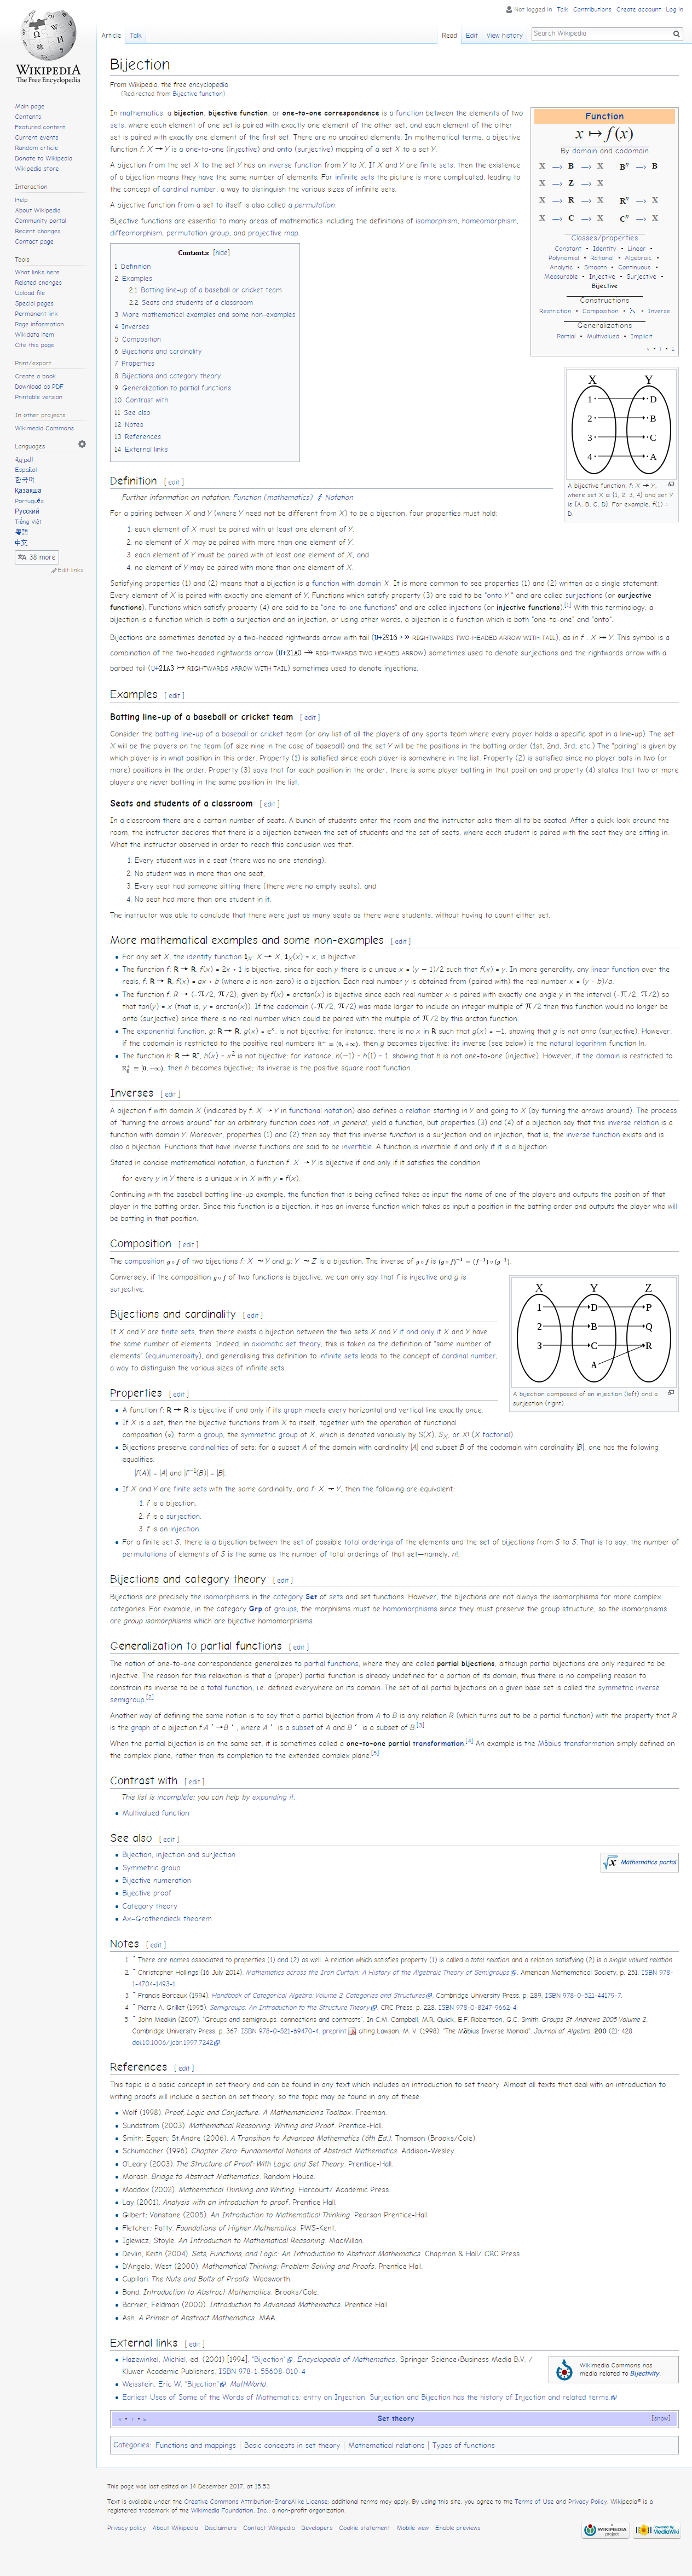 Not logged in Talk Contributions Create account Log in
Article Talk Read Edit View history Search Wikipedia
WIKIPEDIA
The Free Encyclopedia
Main page
Contents
Featured content
Current events
Random article
Donate to Wikipedia
Wikipedia store
Interaction
Help
About Wikipedia
Community portal
Recent changes
Contact page
Tools
What links here
Related changes
Upload file
Special pages
Permanent link
Page information
Wikidata item
Cite this page
Print/export
Create a book
Download as PDF
Printable version
In other projects
Wikimedia Commons
Languages
العربية
Español
한국어
Қазақша
Português
Русский
Tiếng Việt
粵語
中文
38 more
Edit links
Bijection
From Wikipedia, the free encyclopedia
(Redirected from Bijective function)
In mathematics, a bijection, bijective function, or one-to-one correspondence is a function between the elements of two
sets, where each element of one set is paired with exactly one element of the other set, and each element of the other
set is paired with exactly one element of the first set. There are no unpaired elements. In mathematical terms, a bijective
function f: X → Y is a one-to-one (injective) and onto (surjective) mapping of a set X to a set Y.
A bijection from the set X to the set Y has an inverse function from Y to X. If X and Y are finite sets, then the existence
of a bijection means they have the same number of elements. For infinite sets the picture is more complicated, leading to
the concept of cardinal number, a way to distinguish the various sizes of infinite sets.
A bijective function from a set to itself is also called a permutation.
Bijective functions are essential to many areas of mathematics including the definitions of isomorphism, homeomorphism,
diffeomorphism, permutation group, and projective map.
Function
x ↦ f(x)
By domain and codomain
X → B → X Bⁿ → B
X → Z → X
X → R → X Rⁿ → X
X → C → X Cⁿ → X
Classes/properties
Constant • Identity • Linear •
Polynomial • Rational • Algebraic •
Analytic • Smooth • Continuous •
Measurable • Injective • Surjective •
Bijective
Constructions
Restriction • Composition • λ • Inverse
Generalizations
Partial • Multivalued • Implicit
V • T • E
Contents [hide]
1 Definition
2 Examples
2.1 Batting line-up of a baseball or cricket team
2.2 Seats and students of a classroom
3 More mathematical examples and some non-examples
4 Inverses
5 Composition
6 Bijections and cardinality
7 Properties
8 Bijections and category theory
9 Generalization to partial functions
10 Contrast with
11 See also
12 Notes
13 References
14 External links
X Y
1 D
2 B
3 C
4 A
A bijective function, f: X → Y,
where set X is {1, 2, 3, 4} and set Y
is {A, B, C, D}. For example, f(1) =
D.
Definition [ edit ]
Further information on notation: Function (mathematics) § Notation
For a pairing between X and Y (where Y need not be different from X) to be a bijection, four properties must hold:
1. each element of X must be paired with at least one element of Y,
2. no element of X may be paired with more than one element of Y,
3. each element of Y must be paired with at least one element of X, and
4. no element of Y may be paired with more than one element of X.
Satisfying properties (1) and (2) means that a bijection is a function with domain X. It is more common to see properties (1) and (2) written as a single statement:
Every element of X is paired with exactly one element of Y. Functions which satisfy property (3) are said to be "onto Y " and are called surjections (or surjective
functions). Functions which satisfy property (4) are said to be "one-to-one functions" and are called injections (or injective functions).[1] With this terminology, a
bijection is a function which is both a surjection and an injection, or using other words, a bijection is a function which is both "one-to-one" and "onto".
Bijections are sometimes denoted by a two-headed rightwards arrow with tail (U+2916 ⤖ RIGHTWARDS TWO-HEADED ARROW WITH TAIL), as in f : X ⤖ Y. This symbol is a
combination of the two-headed rightwards arrow (U+21A0 ↠ RIGHTWARDS TWO HEADED ARROW) sometimes used to denote surjections and the rightwards arrow with a
barbed tail (U+21A3 ↣ RIGHTWARDS ARROW WITH TAIL) sometimes used to denote injections.
Examples [ edit ]
Batting line-up of a baseball or cricket team [ edit ]
Consider the batting line-up of a baseball or cricket team (or any list of all the players of any sports team where every player holds a specific spot in a line-up). The set
X will be the players on the team (of size nine in the case of baseball) and the set Y will be the positions in the batting order (1st, 2nd, 3rd, etc.) The "pairing" is given by
which player is in what position in this order. Property (1) is satisfied since each player is somewhere in the list. Property (2) is satisfied since no player bats in two (or
more) positions in the order. Property (3) says that for each position in the order, there is some player batting in that position and property (4) states that two or more
players are never batting in the same position in the list.
Seats and students of a classroom [ edit ]
In a classroom there are a certain number of seats. A bunch of students enter the room and the instructor asks them all to be seated. After a quick look around the
room, the instructor declares that there is a bijection between the set of students and the set of seats, where each student is paired with the seat they are sitting in.
What the instructor observed in order to reach this conclusion was that:
1. Every student was in a seat (there was no one standing),
2. No student was in more than one seat,
3. Every seat had someone sitting there (there were no empty seats), and
4. No seat had more than one student in it.
The instructor was able to conclude that there were just as many seats as there were students, without having to count either set.
More mathematical examples and some non-examples [ edit ]
For any set X, the identity function 1X: X → X, 1X(x) = x, is bijective.
The function f: R → R, f(x) = 2x + 1 is bijective, since for each y there is a unique x = (y − 1)/2 such that f(x) = y. In more general, any linear function over the
reals, f: R → R, f(x) = ax + b (where a is non-zero) is a bijection. Each real number y is obtained from (paired with) the real number x = (y - b)/a.
The function f: R → (-π/2, π/2), given by f(x) = arctan(x) is bijective since each real number x is paired with exactly one angle y in the interval (-π/2, π/2) so
that tan(y) = x (that is, y = arctan(x)). If the codomain (-π/2, π/2) was made larger to include an integer multiple of π/2 then this function would no longer be
onto (surjective) since there is no real number which could be paired with the multiple of π/2 by this arctan function.
The exponential function, g: R → R, g(x) = eˣ, is not bijective: for instance, there is no x in R such that g(x) = −1, showing that g is not onto (surjective). However,
if the codomain is restricted to the positive real numbers ℝ⁺ = (0, +∞), then g becomes bijective; its inverse (see below) is the natural logarithm function ln.
The function h: R → R⁺, h(x) = x² is not bijective: for instance, h(−1) = h(1) = 1, showing that h is not one-to-one (injective). However, if the domain is restricted to
ℝ₀⁺ = [0, +∞), then h becomes bijective; its inverse is the positive square root function.
Inverses [ edit ]
A bijection f with domain X (indicated by f: X → Y in functional notation) also defines a relation starting in Y and going to X (by turning the arrows around). The process
of "turning the arrows around" for an arbitrary function does not, in general, yield a function, but properties (3) and (4) of a bijection say that this inverse relation is a
function with domain Y. Moreover, properties (1) and (2) then say that this inverse function is a surjection and an injection, that is, the inverse function exists and is
also a bijection. Functions that have inverse functions are said to be invertible. A function is invertible if and only if it is a bijection.
Stated in concise mathematical notation, a function f: X → Y is bijective if and only if it satisfies the condition
for every y in Y there is a unique x in X with y = f(x).
Continuing with the baseball batting line-up example, the function that is being defined takes as input the name of one of the players and outputs the position of that
player in the batting order. Since this function is a bijection, it has an inverse function which takes as input a position in the batting order and outputs the player who will
be batting in that position.
Composition [ edit ]
The composition g ∘ f of two bijections f: X → Y and g: Y → Z is a bijection. The inverse of g ∘ f is (g ∘ f)⁻¹ = (f⁻¹) ∘ (g⁻¹).
Conversely, if the composition g ∘ f of two functions is bijective, we can only say that f is injective and g is
surjective.
X Y Z
1 D P
2 B Q
3 C R
A
A bijection composed of an injection (left) and a
surjection (right).
Bijections and cardinality [ edit ]
If X and Y are finite sets, then there exists a bijection between the two sets X and Y if and only if X and Y have
the same number of elements. Indeed, in axiomatic set theory, this is taken as the definition of "same number of
elements" (equinumerosity), and generalising this definition to infinite sets leads to the concept of cardinal number,
a way to distinguish the various sizes of infinite sets.
Properties [ edit ]
A function f: R → R is bijective if and only if its graph meets every horizontal and vertical line exactly once.
If X is a set, then the bijective functions from X to itself, together with the operation of functional
composition (∘), form a group, the symmetric group of X, which is denoted variously by S(X), SX, or X! (X factorial).
Bijections preserve cardinalities of sets: for a subset A of the domain with cardinality |A| and subset B of the codomain with cardinality |B|, one has the following
equalities:
|f(A)| = |A| and |f⁻¹(B)| = |B|.
If X and Y are finite sets with the same cardinality, and f: X → Y, then the following are equivalent:
1. f is a bijection.
2. f is a surjection.
3. f is an injection.
For a finite set S, there is a bijection between the set of possible total orderings of the elements and the set of bijections from S to S. That is to say, the number of
permutations of elements of S is the same as the number of total orderings of that set—namely, n!.
Bijections and category theory [ edit ]
Bijections are precisely the isomorphisms in the category Set of sets and set functions. However, the bijections are not always the isomorphisms for more complex
categories. For example, in the category Grp of groups, the morphisms must be homomorphisms since they must preserve the group structure, so the isomorphisms
are group isomorphisms which are bijective homomorphisms.
Generalization to partial functions [ edit ]
The notion of one-to-one correspondence generalizes to partial functions, where they are called partial bijections, although partial bijections are only required to be
injective. The reason for this relaxation is that a (proper) partial function is already undefined for a portion of its domain; thus there is no compelling reason to
constrain its inverse to be a total function, i.e. defined everywhere on its domain. The set of all partial bijections on a given base set is called the symmetric inverse
semigroup.[2]
Another way of defining the same notion is to say that a partial bijection from A to B is any relation R (which turns out to be a partial function) with the property that R
is the graph of a bijection f:A′→B′, where A′ is a subset of A and B′ is a subset of B.[3]
When the partial bijection is on the same set, it is sometimes called a one-to-one partial transformation.[4] An example is the Möbius transformation simply defined on
the complex plane, rather than its completion to the extended complex plane.[5]
Contrast with [ edit ]
This list is incomplete; you can help by expanding it.
Multivalued function
See also [ edit ]
Mathematics portal
Bijection, injection and surjection
Symmetric group
Bijective numeration
Bijective proof
Category theory
Ax–Grothendieck theorem
Notes [ edit ]
1. ^ There are names associated to properties (1) and (2) as well. A relation which satisfies property (1) is called a total relation and a relation satisfying (2) is a single valued relation.
2. ^ Christopher Hollings (16 July 2014). Mathematics across the Iron Curtain: A History of the Algebraic Theory of Semigroups. American Mathematical Society. p. 251. ISBN 978-
1-4704-1493-1.
3. ^ Francis Borceux (1994). Handbook of Categorical Algebra: Volume 2, Categories and Structures. Cambridge University Press. p. 289. ISBN 978-0-521-44179-7.
4. ^ Pierre A. Grillet (1995). Semigroups: An Introduction to the Structure Theory. CRC Press. p. 228. ISBN 978-0-8247-9662-4.
5. ^ John Meakin (2007). "Groups and semigroups: connections and contrasts". In C.M. Campbell, M.R. Quick, E.F. Robertson, G.C. Smith. Groups St Andrews 2005 Volume 2.
Cambridge University Press. p. 367. ISBN 978-0-521-69470-4. preprint citing Lawson, M. V. (1998). "The Möbius Inverse Monoid". Journal of Algebra. 200 (2): 428.
doi:10.1006/jabr.1997.7242.
References [ edit ]
This topic is a basic concept in set theory and can be found in any text which includes an introduction to set theory. Almost all texts that deal with an introduction to
writing proofs will include a section on set theory, so the topic may be found in any of these:
Wolf (1998). Proof, Logic and Conjecture: A Mathematician's Toolbox. Freeman.
Sundstrom (2003). Mathematical Reasoning: Writing and Proof. Prentice-Hall.
Smith; Eggen; St.Andre (2006). A Transition to Advanced Mathematics (6th Ed.). Thomson (Brooks/Cole).
Schumacher (1996). Chapter Zero: Fundamental Notions of Abstract Mathematics. Addison-Wesley.
O'Leary (2003). The Structure of Proof: With Logic and Set Theory. Prentice-Hall.
Morash. Bridge to Abstract Mathematics. Random House.
Maddox (2002). Mathematical Thinking and Writing. Harcourt/ Academic Press.
Lay (2001). Analysis with an introduction to proof. Prentice Hall.
Gilbert; Vanstone (2005). An Introduction to Mathematical Thinking. Pearson Prentice-Hall.
Fletcher; Patty. Foundations of Higher Mathematics. PWS-Kent.
Iglewicz; Stoyle. An Introduction to Mathematical Reasoning. MacMillan.
Devlin, Keith (2004). Sets, Functions, and Logic: An Introduction to Abstract Mathematics. Chapman & Hall/ CRC Press.
D'Angelo; West (2000). Mathematical Thinking: Problem Solving and Proofs. Prentice Hall.
Cupillari. The Nuts and Bolts of Proofs. Wadsworth.
Bond. Introduction to Abstract Mathematics. Brooks/Cole.
Barnier; Feldman (2000). Introduction to Advanced Mathematics. Prentice Hall.
Ash. A Primer of Abstract Mathematics. MAA.
External links [ edit ]
Wikimedia Commons has
media related to Bijectivity.
Hazewinkel, Michiel, ed. (2001) [1994], "Bijection", Encyclopedia of Mathematics, Springer Science+Business Media B.V. /
Kluwer Academic Publishers, ISBN 978-1-55608-010-4
Weisstein, Eric W. "Bijection". MathWorld.
Earliest Uses of Some of the Words of Mathematics: entry on Injection, Surjection and Bijection has the history of Injection and related terms.
V • T • E Set theory [show]
Categories: Functions and mappings | Basic concepts in set theory | Mathematical relations | Types of functions
This page was last edited on 14 December 2017, at 15:53.
Text is available under the Creative Commons Attribution-ShareAlike License; additional terms may apply. By using this site, you agree to the Terms of Use and Privacy Policy. Wikipedia® is a
registered trademark of the Wikimedia Foundation, Inc., a non-profit organization.
Privacy policy About Wikipedia Disclaimers Contact Wikipedia Developers Cookie statement Mobile view Enable previews
A WIKIMEDIA project
Powered By MediaWiki